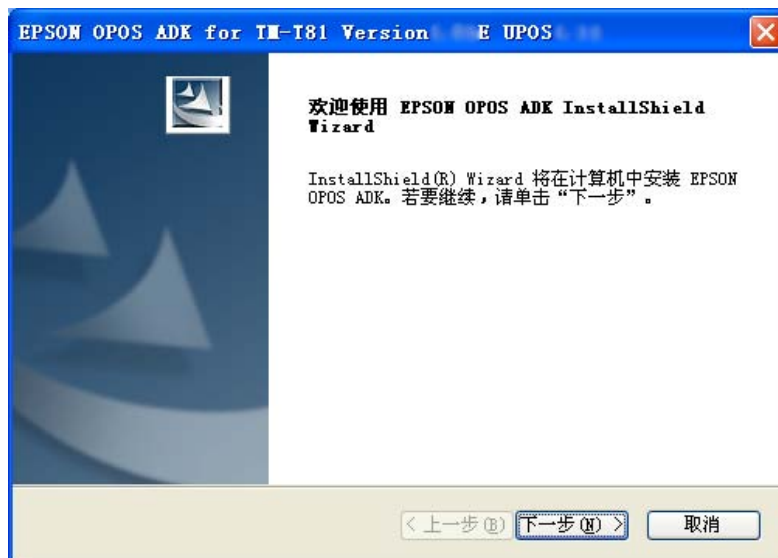 EPSON OPOS ADK for TM-T81 Version E UPOS
欢迎使用 EPSON OPOS ADK InstallShield
Wizard
InstallShield(R) Wizard 将在计算机中安装 EPSON
OPOS ADK。若要继续，请单击“下一步”。
< 上一步(B)
下一步(N) >
取消